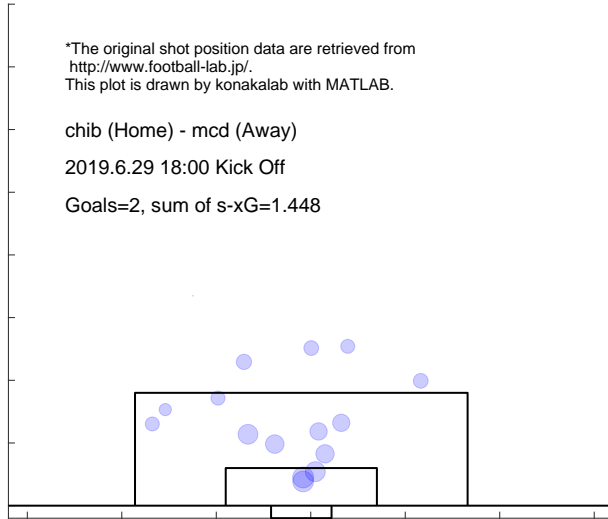 *The original shot position data are retrieved from
http://www.football-lab.jp/.
This plot is drawn by konakalab with MATLAB.
chib (Home) - mcd (Away)
2019.6.29 18:00 Kick Off
Goals=2, sum of s-xG=1.448